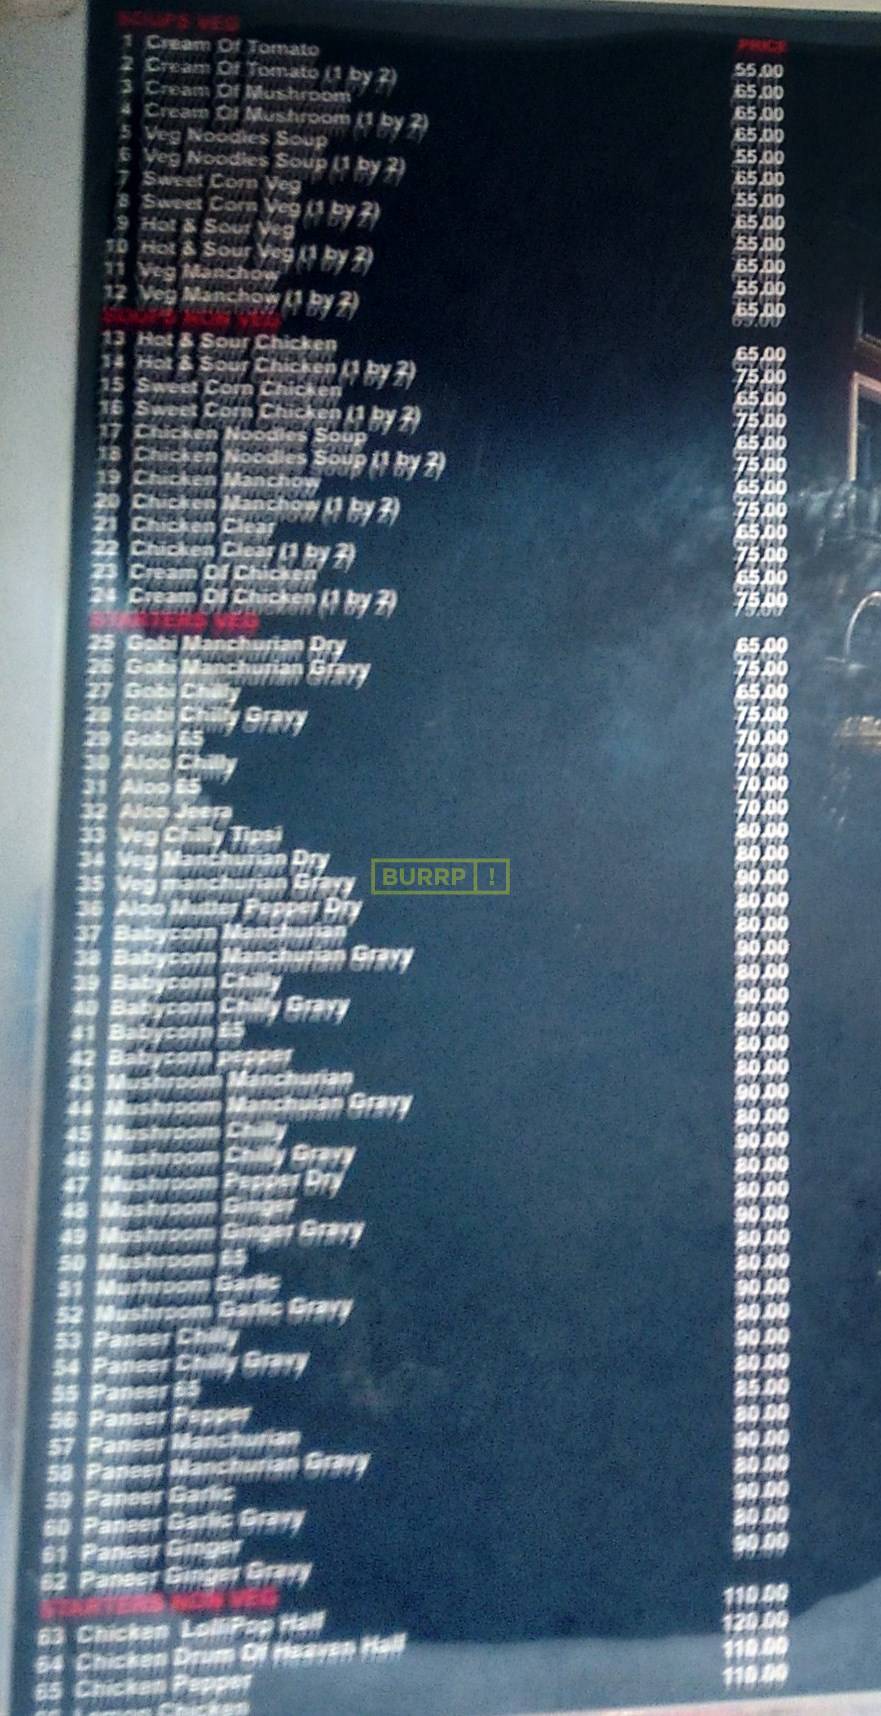 SOUPS VEG PRICE
1 Cream Of Tomato 55.00
2 Cream Of Tomato (1 by 2) 65.00
3 Cream Of Mushroom 65.00
4 Cream Of Mushroom (1 by 2) 65.00
5 Veg Noodles Soup 55.00
6 Veg Noodles Soup (1 by 2) 65.00
7 Sweet Corn Veg 55.00
8 Sweet Corn Veg (1 by 2) 65.00
9 Hot & Sour Veg 55.00
10 Hot & Sour Veg (1 by 2) 65.00
11 Veg Manchow 55.00
12 Veg Manchow (1 by 2) 65.00
SOUPS NON VEG
13 Hot & Sour Chicken 65.00
14 Hot & Sour Chicken (1 by 2) 75.00
15 Sweet Corn Chicken 65.00
16 Sweet Corn Chicken (1 by 2) 75.00
17 Chicken Noodles Soup 65.00
18 Chicken Noodles Soup (1 by 2) 75.00
19 Chicken Manchow 65.00
20 Chicken Manchow (1 by 2) 75.00
21 Chicken Clear 65.00
22 Chicken Clear (1 by 2) 75.00
23 Cream Of Chicken 65.00
24 Cream Of Chicken (1 by 2) 75.00
STARTERS VEG
25 Gobi Manchurian Dry 65.00
26 Gobi Manchurian Gravy 75.00
27 Gobi Chilly 65.00
28 Gobi Chilly Gravy 75.00
29 Gobi 65 70.00
30 Aloo Chilly 70.00
31 Aloo 65 70.00
32 Aloo Jeera 70.00
33 Veg Chilly Tipsi 80.00
34 Veg Manchurian Dry 80.00
35 Veg manchurian Gravy 90.00
36 Aloo Mutter Pepper Dry 80.00
37 Babycorn Manchurian 80.00
38 Babycorn Manchurian Gravy 90.00
39 Babycorn Chilly 80.00
40 Babycorn Chilly Gravy 90.00
41 Babycorn 65 80.00
42 Babycorn pepper 80.00
43 Mushroom Manchurian 80.00
44 Mushroom Manchuian Gravy 90.00
45 Mushroom Chilly 80.00
46 Mushroom Chilly Gravy 90.00
47 Mushroom Pepper Dry 80.00
48 Mushroom Ginger 80.00
49 Mushroom Ginger Gravy 90.00
50 Mushroom 65 80.00
51 Murhroom Garlic 80.00
52 Mushroom Garlic Gravy 90.00
53 Paneer Chilly 80.00
54 Paneer Chilly Gravy 90.00
55 Paneer 65 80.00
56 Paneer Pepper 85.00
57 Paneer Manchurian 80.00
58 Paneer Manchurian Gravy 90.00
59 Paneer Garlic 80.00
60 Paneer Garlic Gravy 90.00
61 Paneer Ginger 80.00
62 Paneer Ginger Gravy 90.00
STARTERS NON VEG
63 Chicken LolliPop Half 110.00
64 Chicken Drum Of Heaven Half 120.00
65 Chicken Pepper 110.00
Lemon Chicken 110.00
BURRP !